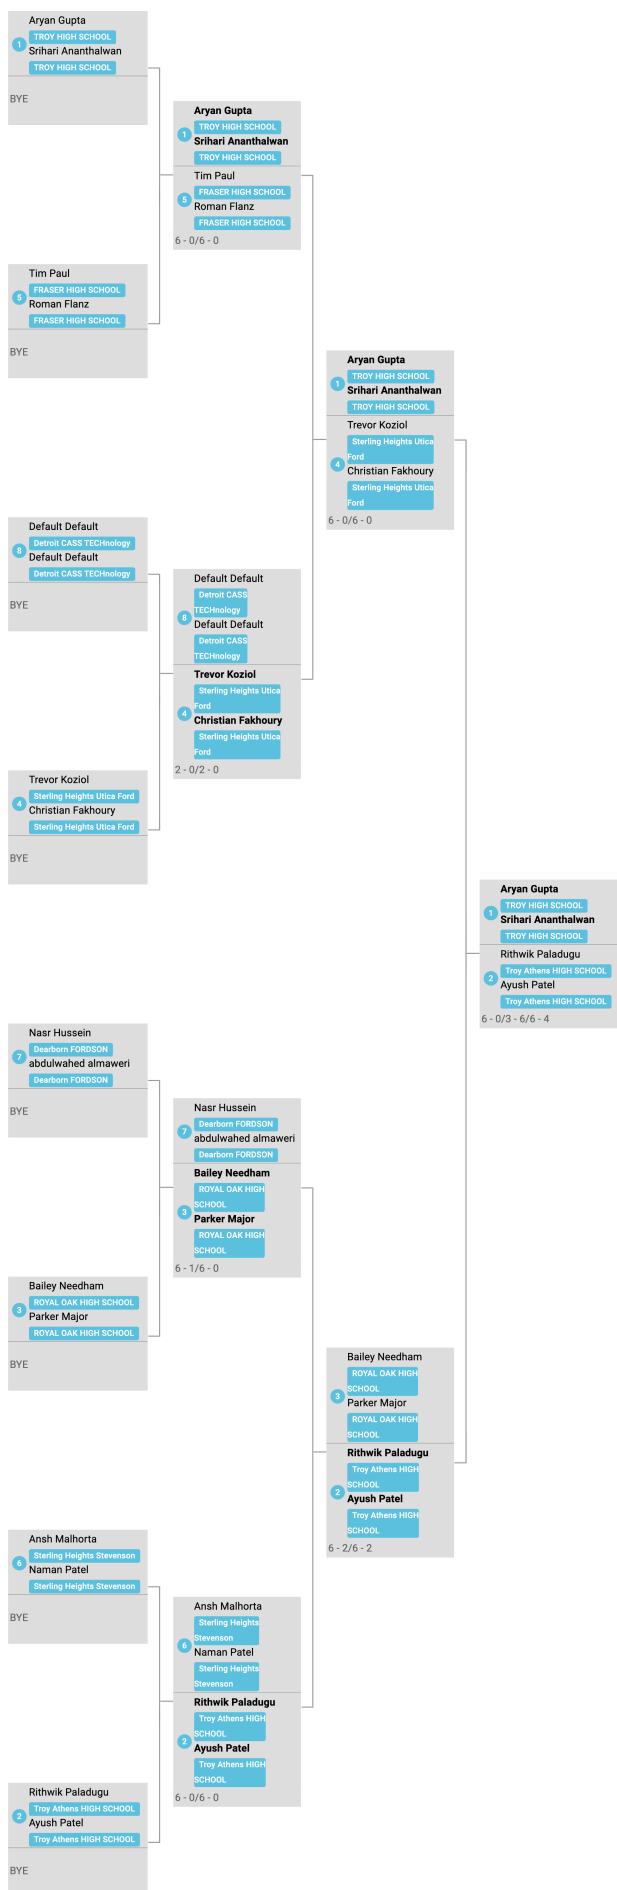 Aryan Gupta
TROY HIGH SCHOOL
1
Srihari Ananthalwan
TROY HIGH SCHOOL
BYE
Tim Paul
FRASER HIGH SCHOOL
5
Roman Flanz
FRASER HIGH SCHOOL
BYE
Default Default
Detroit CASS TECHnology
8
Default Default
Detroit CASS TECHnology
BYE
Trevor Koziol
Sterling Heights Utica Ford
4
Christian Fakhoury
Sterling Heights Utica Ford
BYE
Nasr Hussein
Dearborn FORDSON
7
abdulwahed almaweri
Dearborn FORDSON
BYE
Bailey Needham
ROYAL OAK HIGH SCHOOL
3
Parker Major
ROYAL OAK HIGH SCHOOL
BYE
Ansh Malhorta
Sterling Heights Stevenson
6
Naman Patel
Sterling Heights Stevenson
BYE
Rithwik Paladugu
Troy Athens HIGH SCHOOL
2
Ayush Patel
Troy Athens HIGH SCHOOL
BYE
Aryan Gupta
TROY HIGH SCHOOL
1
Srihari Ananthalwan
TROY HIGH SCHOOL
Tim Paul
FRASER HIGH SCHOOL
5
Roman Flanz
FRASER HIGH SCHOOL
6 - 0/6 - 0
Default Default
Detroit CASS
TECHnology
8
Default Default
Detroit CASS
TECHnology
Trevor Koziol
Sterling Heights Utica
Ford
4
Christian Fakhoury
Sterling Heights Utica
Ford
2 - 0/2 - 0
Nasr Hussein
Dearborn FORDSON
7
abdulwahed almaweri
Dearborn FORDSON
Bailey Needham
ROYAL OAK HIGH
SCHOOL
3
Parker Major
ROYAL OAK HIGH
SCHOOL
6 - 1/6 - 0
Ansh Malhorta
Sterling Heights
Stevenson
6
Naman Patel
Sterling Heights
Stevenson
Rithwik Paladugu
Troy Athens HIGH
SCHOOL
2
Ayush Patel
Troy Athens HIGH
SCHOOL
6 - 0/6 - 0
Aryan Gupta
TROY HIGH SCHOOL
1
Srihari Ananthalwan
TROY HIGH SCHOOL
Trevor Koziol
Sterling Heights Utica
Ford
4
Christian Fakhoury
Sterling Heights Utica
Ford
6 - 0/6 - 0
Bailey Needham
ROYAL OAK HIGH
SCHOOL
3
Parker Major
ROYAL OAK HIGH
SCHOOL
Rithwik Paladugu
Troy Athens HIGH
SCHOOL
2
Ayush Patel
Troy Athens HIGH
SCHOOL
6 - 2/6 - 2
Aryan Gupta
TROY HIGH SCHOOL
1
Srihari Ananthalwan
TROY HIGH SCHOOL
Rithwik Paladugu
Troy Athens HIGH SCHOOL
2
Ayush Patel
Troy Athens HIGH SCHOOL
6 - 0/3 - 6/6 - 4